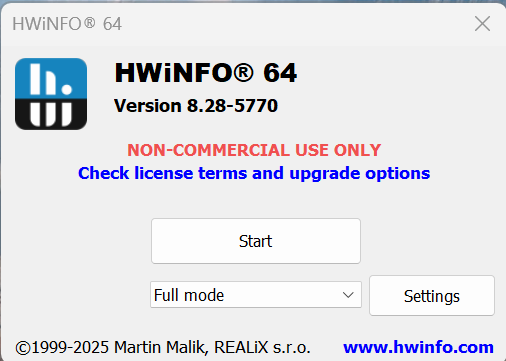 HWiNFO® 64
HWiNFO® 64
Version 8.28-5770
NON-COMMERCIAL USE ONLY
Check license terms and upgrade options
Start
Full mode
Settings
©1999-2025 Martin Malik, REALiX s.r.o.
www.hwinfo.com